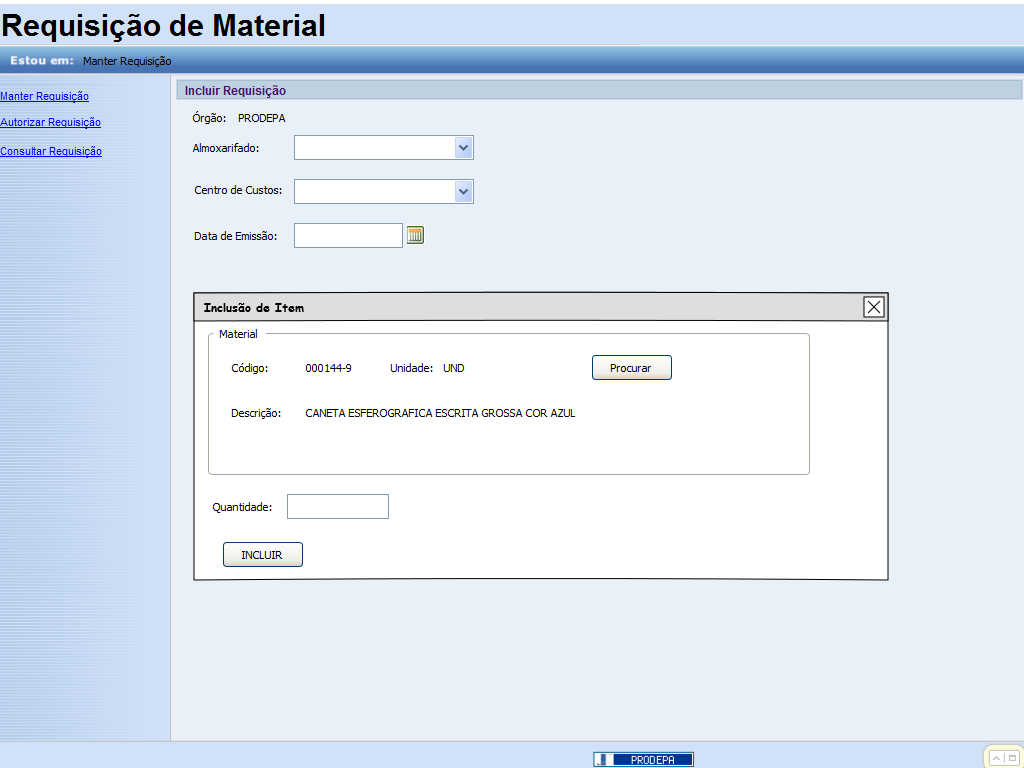 Requisição de Material
Estou em: Manter Requisição
Manter Requisição
Autorizar Requisição
Consultar Requisição
Incluir Requisição
Órgão: PRODEPA
Almoxarifado:
Centro de Custos:
Data de Emissão:
Inclusão de Item
Material
Código: 000144-9 Unidade: UND Procurar
Descrição: CANETA ESFEROGRAFICA ESCRITA GROSSA COR AZUL
Quantidade:
INCLUIR
PRODEPA